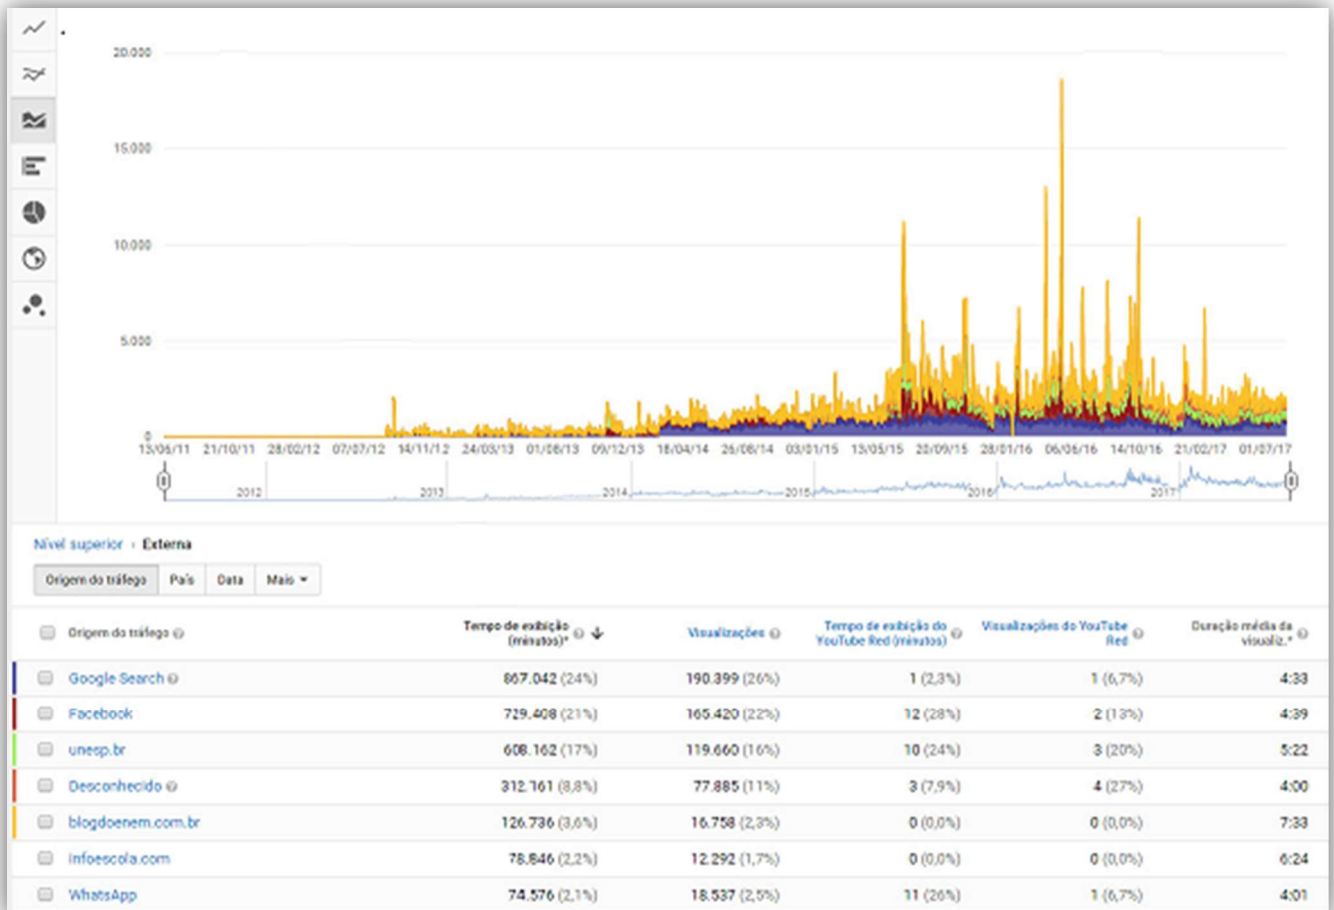 20.000
15.000
10.000
5.000
0
13/06/11 21/10/11 28/02/12 07/07/12 14/11/12 24/03/13 01/08/13 09/12/13 18/04/14 26/08/14 03/01/15 13/05/15 20/09/15 28/01/16 06/06/16 14/10/16 21/02/17 01/07/17
2012 2013 2014 2015 2016 2017
Nível superior › Externa
Origem do tráfego País Data Mais
Origem do tráfego Tempo de exibição (minutos)* Visualizações Tempo de exibição do YouTube Red (minutos) Visualizações do YouTube Red Duração média da visualiz.*
Google Search 867.042 (24%) 190.399 (26%) 1 (2,3%) 1 (6,7%) 4:33
Facebook 729.408 (21%) 165.420 (22%) 12 (28%) 2 (13%) 4:39
unesp.br 608.162 (17%) 119.660 (16%) 10 (24%) 3 (20%) 5:22
Desconhecido 312.161 (8,8%) 77.885 (11%) 3 (7,9%) 4 (27%) 4:00
blogdoenem.com.br 126.736 (3,6%) 16.758 (2,3%) 0 (0,0%) 0 (0,0%) 7:33
infoescola.com 78.846 (2,2%) 12.292 (1,7%) 0 (0,0%) 0 (0,0%) 6:24
WhatsApp 74.576 (2,1%) 18.537 (2,5%) 11 (26%) 1 (6,7%) 4:01